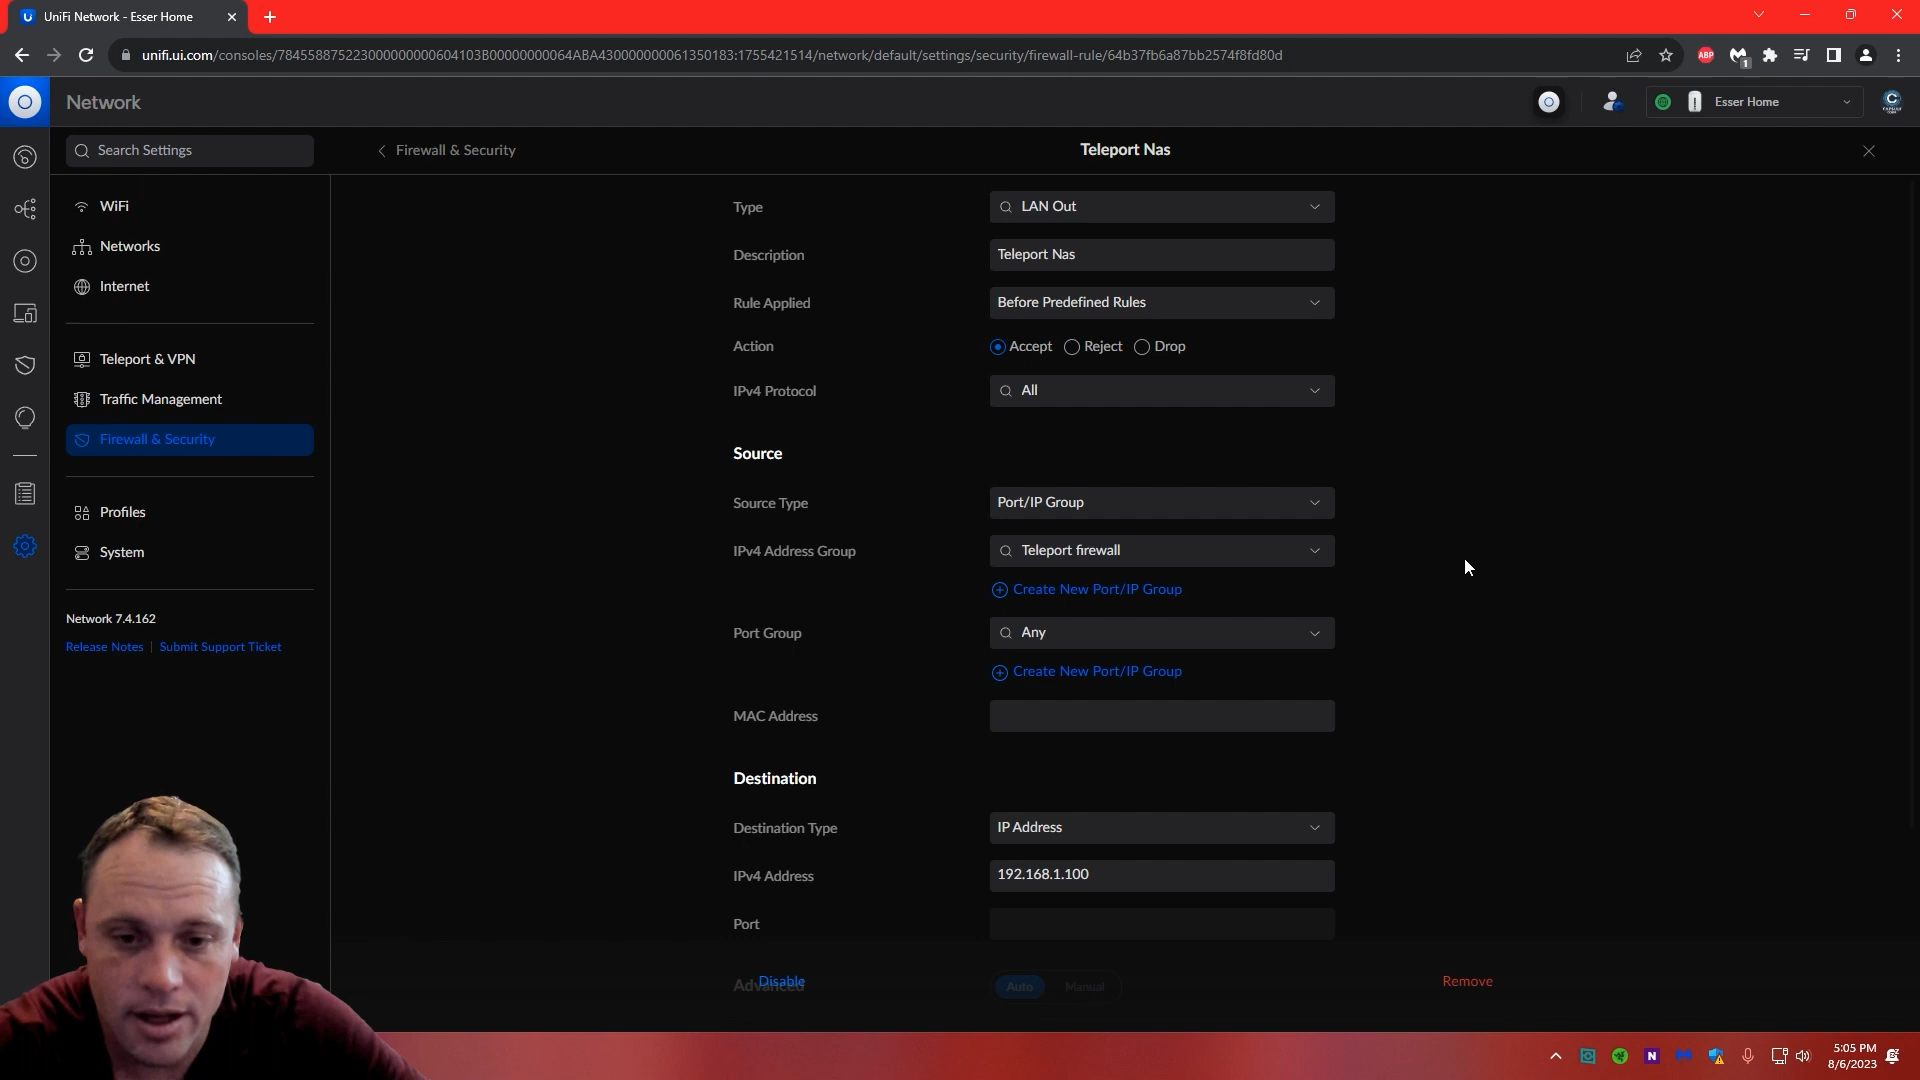 UniFi Network - Esser Home
unifi.ui.com/consoles/784558875223000000000604103B00000000064ABA430000000061350183:1755421514/network/default/settings/security/firewall-rule/64b37fb6a87bb2574f8fd80d
ABP
1
Network
Esser Home
Search Settings
Firewall & Security
Teleport Nas
WiFi
Networks
Internet
Teleport & VPN
Traffic Management
Firewall & Security
Profiles
System
Network 7.4.162
Release Notes | Submit Support Ticket
Type
LAN Out
Description
Teleport Nas
Rule Applied
Before Predefined Rules
Action
Accept
Reject
Drop
IPv4 Protocol
All
Source
Source Type
Port/IP Group
IPv4 Address Group
Teleport firewall
Create New Port/IP Group
Port Group
Any
Create New Port/IP Group
MAC Address
Destination
Destination Type
IP Address
IPv4 Address
192.168.1.100
Port
Advanced
Disable
Auto
Manual
Remove
N
5:05 PM
8/6/2023